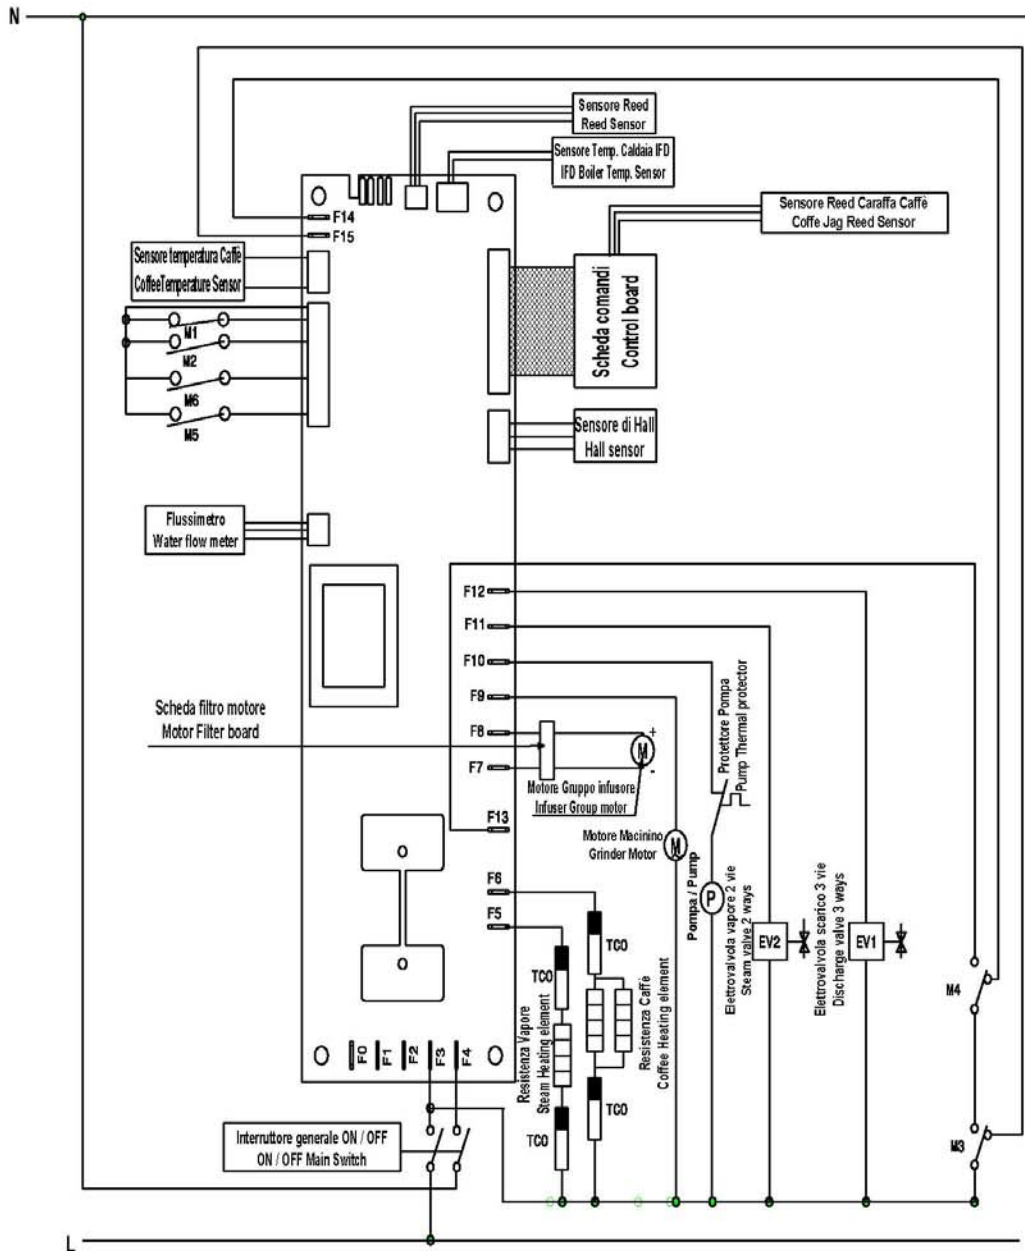 N
Sensore Reed
Reed Sensor
Sensore Temp. Caldaia IFD
IFD Boiler Temp. Sensor
Sensore Reed Caraffa Caffè
Coffe Jag Reed Sensor
F14
F15
Sensore temperatura Caffè
CoffeeTemperature Sensor
Scheda comandi
Control board
M1
M2
M6
M5
Sensore di Hall
Hall sensor
Flussimetro
Water flow meter
F12
F11
F10
F9
F8
F7
F13
F6
F5
Scheda filtro motore
Motor Filter board
M
+
-
Motore Gruppo infusore
Infuser Group motor
Protettore Pompa
Pump Thermal protector
Motore Macinino
Grinder Motor
M
Pompa / Pump
P
Elettrovalvola vapore 2 vie
Steam valve 2 ways
EV2
Elettrovalvola scarico 3 vie
Discharge valve 3 ways
EV1
M4
M3
TCO
TCO
TCO
TCO
Resistenza Vapore
Steam Heating element
Resistenza Caffè
Coffee Heating element
F0
F1
F2
F3
F4
Interruttore generale ON / OFF
ON / OFF Main Switch
L